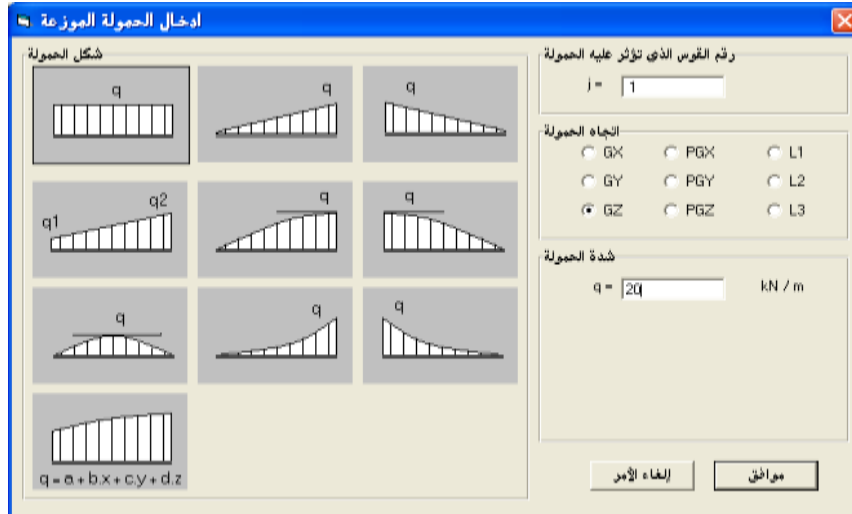 ادخال الحمولة الموزعة
شكل الحمولة
q
q
q
q1 q2
q
q
q
q
q
q = a + b.x + c.y + d.z
رقم القوس الذي تؤثر عليه الحمولة
j = 1
اتجاه الحمولة
GX PGX L1
GY PGY L2
GZ PGZ L3
شدة الحمولة
q = 20 kN / m
إلغاء الأمر موافق